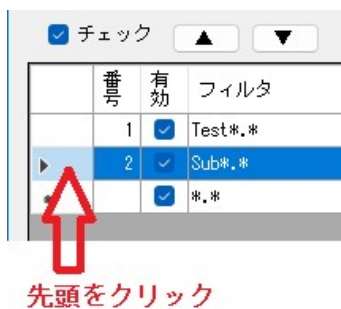 チェック ▲ ▼
番号 有効 フィルタ
1 Test*.*
2 Sub*.*
*.*
先頭をクリック